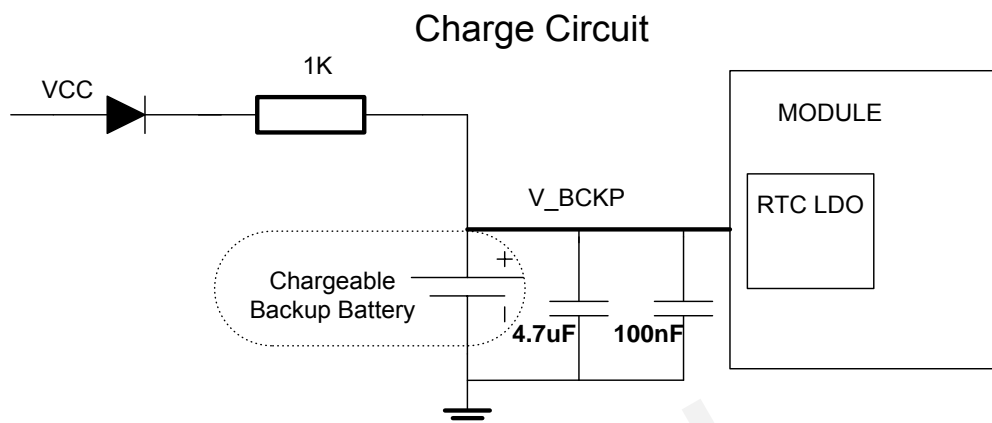 Charge Circuit
1K
VCC
MODULE
V_BCKP
RTC LDO
+
Chargeable
Backup Battery
4.7uF
100nF